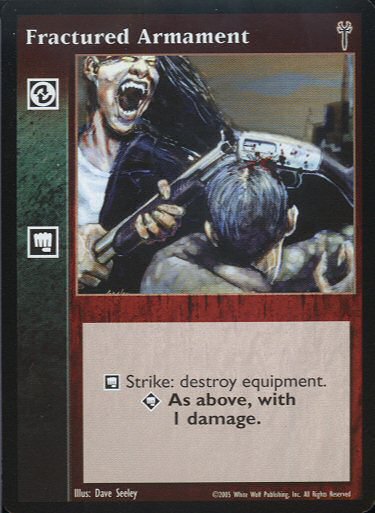 Fractured Armament
Strike: destroy equipment.
As above, with
1 damage.
Illus: Dave Seeley
©2005 White Wolf Publishing, Inc. All Rights Reserved